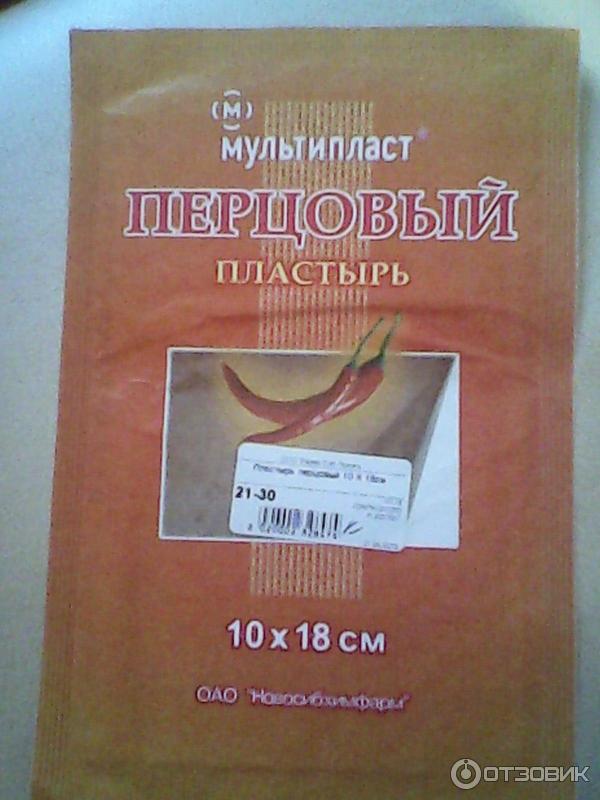 (М)
мультипласт®
ПЕРЦОВЫЙ
ПЛАСТЫРЬ
Пластырь перцовый 10 X 18см
21-30
10 х 18 см
ОАО "Новосибхимфарм"
ОТЗОВИК